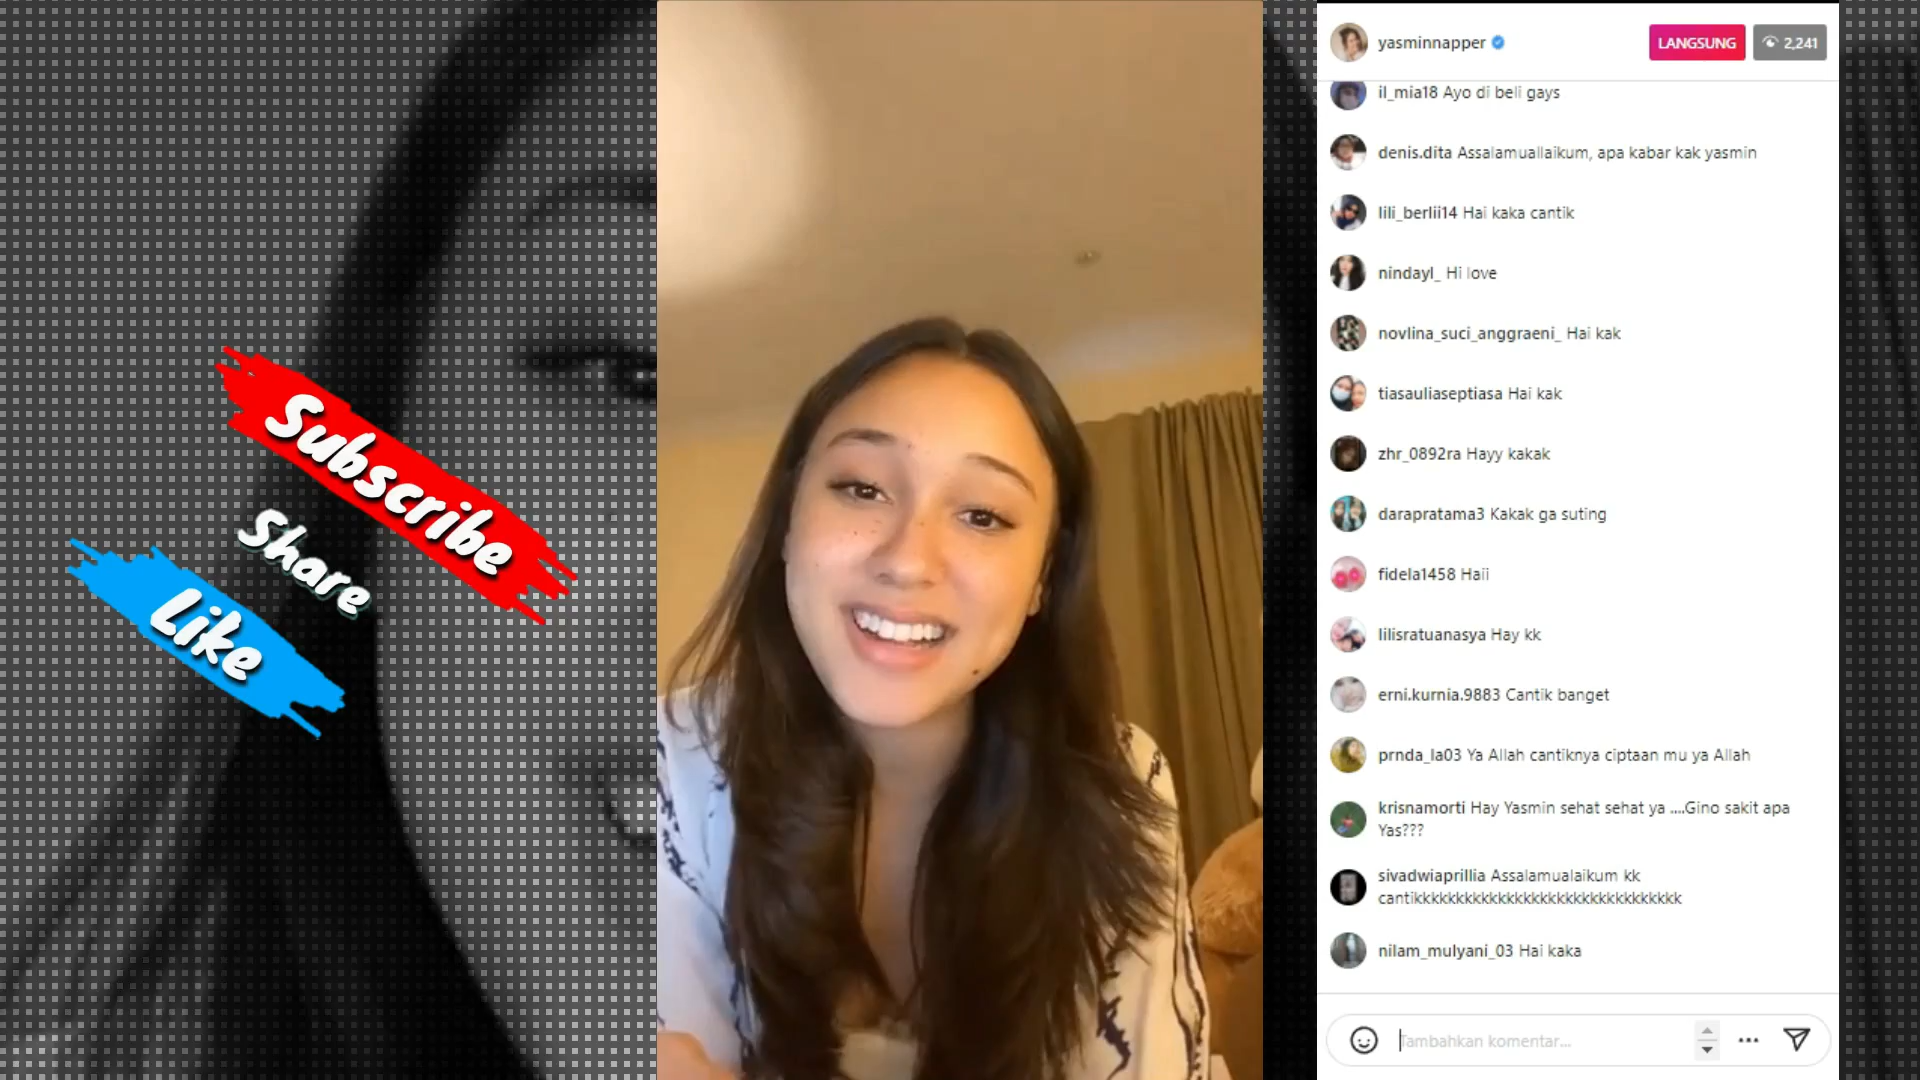 Subscribe
Share
Like
yasminnapper
LANGSUNG
2,241
il_mia18 Ayo di beli gays
denis.dita Assalamuallaikum, apa kabar kak yasmin
lili_berlii14 Hai kaka cantik
nindayl_ Hi love
novlina_suci_anggraeni_ Hai kak
tiasauliaseptiasa Hai kak
zhr_0892ra Hayy kakak
darapratama3 Kakak ga suting
fidela1458 Haii
lilisratuanasya Hay kk
erni.kurnia.9883 Cantik banget
prnda_la03 Ya Allah cantiknya ciptaan mu ya Allah
krisnamorti Hay Yasmin sehat sehat ya ....Gino sakit apa
Yas???
sivadwiaprillia Assalamualaikum kk
cantikkkkkkkkkkkkkkkkkkkkkkkkkkkkkkkk
nilam_mulyani_03 Hai kaka
Tambahkan komentar...